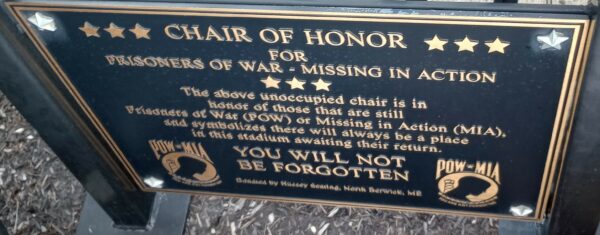 CHAIR OF HONOR
FOR
PRISONERS OF WAR - MISSING IN ACTION
The above unoccupied chair is in
honor of those that are still
Prisoners of War (POW) or Missing in Action (MIA),
and symbolizes there will always be a place
in this stadium awaiting their return.
YOU WILL NOT
BE FORGOTTEN
Donated by Hussey Seating, North Berwick, ME
POW-MIA
POW-MIA